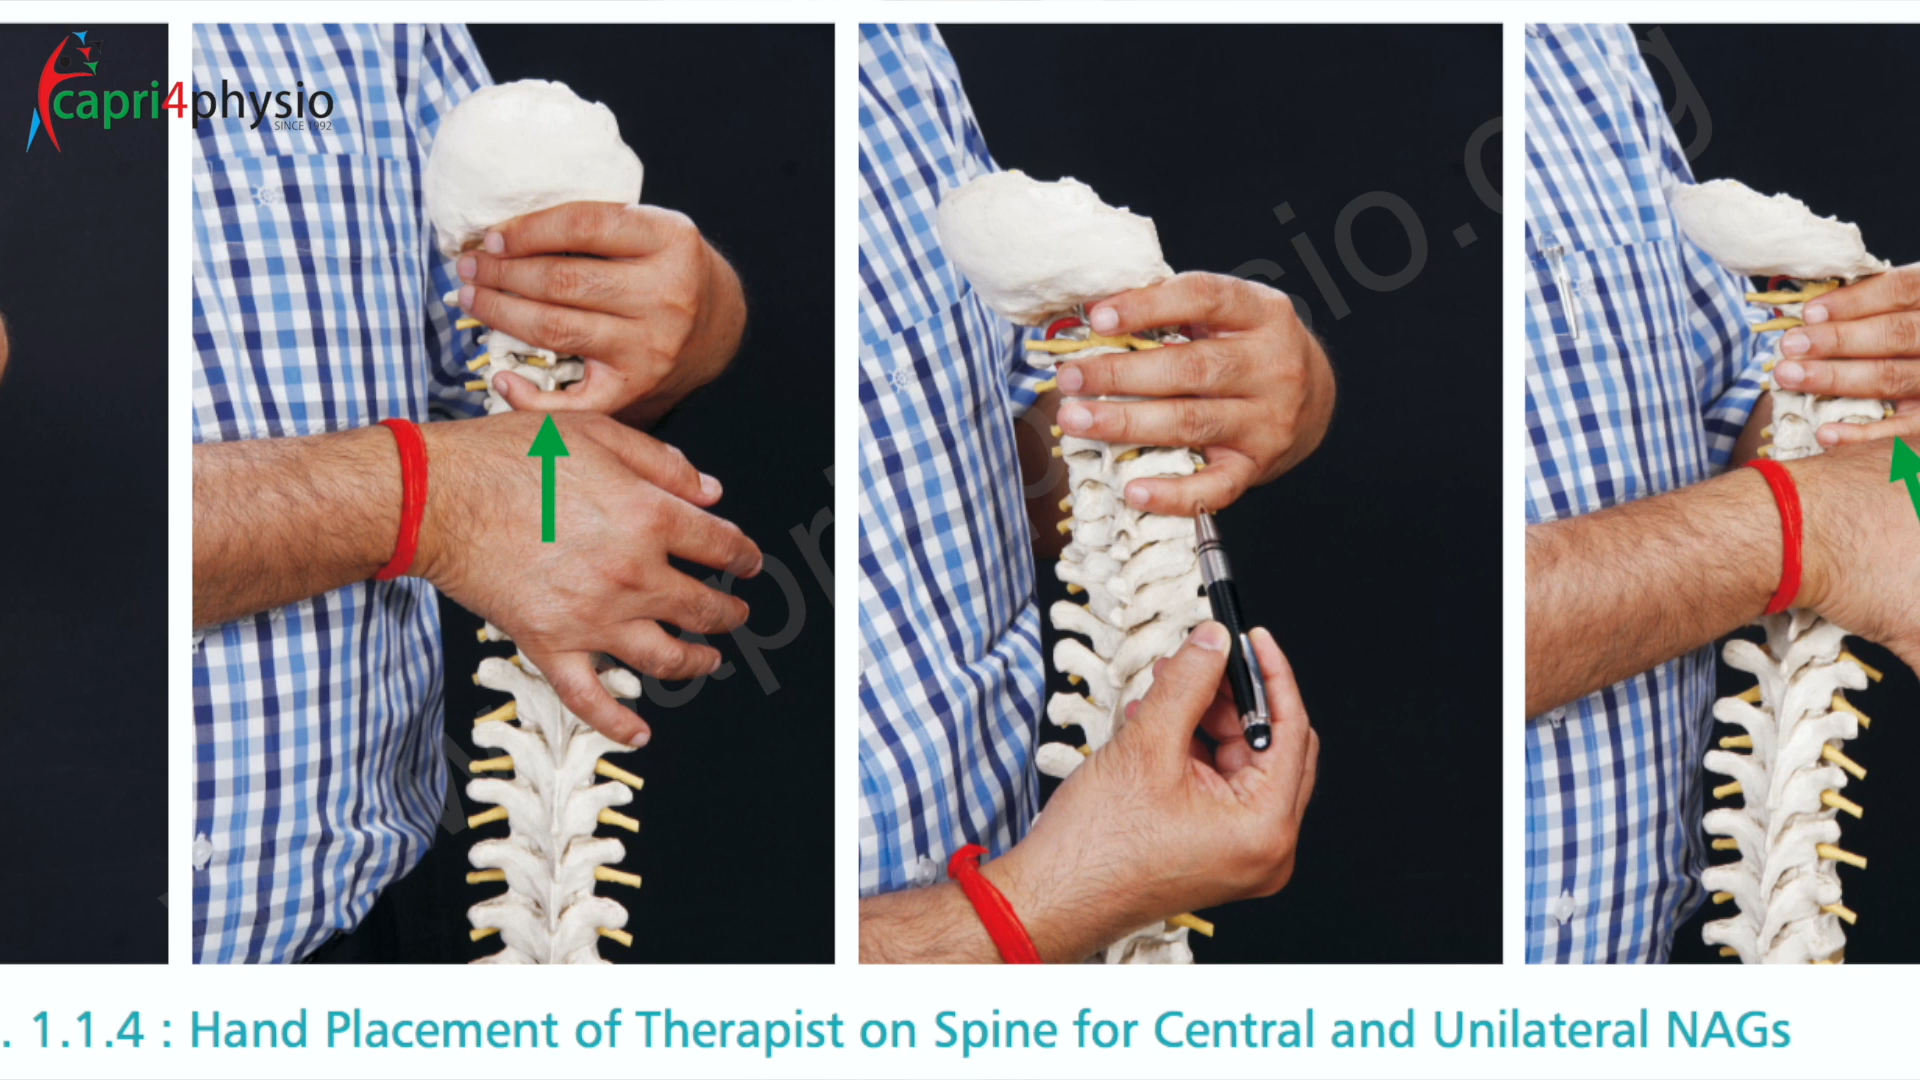 capri4physio
SINCE 1992
. 1.1.4 : Hand Placement of Therapist on Spine for Central and Unilateral NAGs